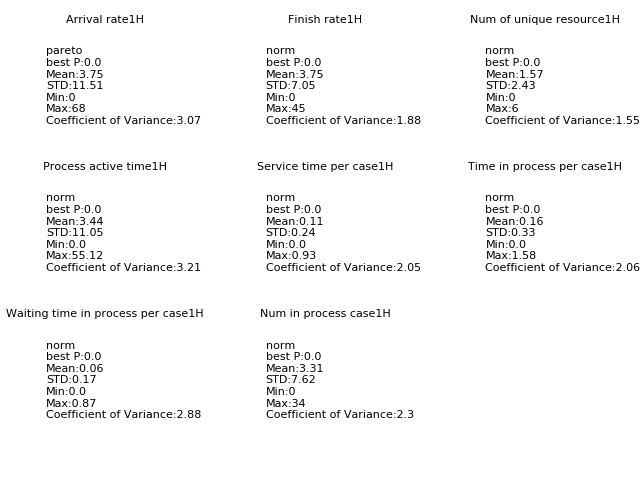 Arrival rate1H
pareto
best P:0.0
Mean:3.75
STD:11.51
Min:0
Max:68
Coefficient of Variance:3.07
Finish rate1H
norm
best P:0.0
Mean:3.75
STD:7.05
Min:0
Max:45
Coefficient of Variance:1.88
Num of unique resource1H
norm
best P:0.0
Mean:1.57
STD:2.43
Min:0
Max:6
Coefficient of Variance:1.55
Process active time1H
norm
best P:0.0
Mean:3.44
STD:11.05
Min:0.0
Max:55.12
Coefficient of Variance:3.21
Service time per case1H
norm
best P:0.0
Mean:0.11
STD:0.24
Min:0.0
Max:0.93
Coefficient of Variance:2.05
Time in process per case1H
norm
best P:0.0
Mean:0.16
STD:0.33
Min:0.0
Max:1.58
Coefficient of Variance:2.06
Waiting time in process per case1H
norm
best P:0.0
Mean:0.06
STD:0.17
Min:0.0
Max:0.87
Coefficient of Variance:2.88
Num in process case1H
norm
best P:0.0
Mean:3.31
STD:7.62
Min:0
Max:34
Coefficient of Variance:2.3